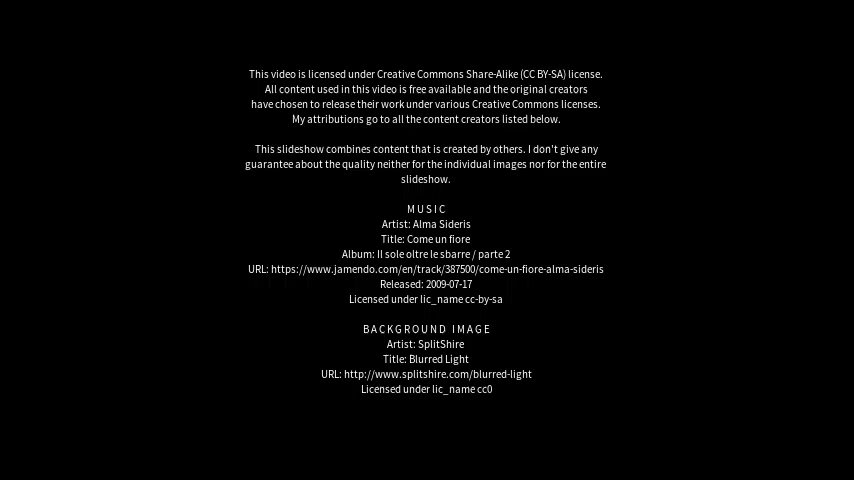 This video is licensed under Creative Commons Share-Alike (CC BY-SA) license.
All content used in this video is free available and the original creators
have chosen to release their work under various Creative Commons licenses.
My attributions go to all the content creators listed below.
This slideshow combines content that is created by others. I don't give any
guarantee about the quality neither for the individual images nor for the entire
slideshow.
MUSIC
Artist: Alma Sideris
Title: Come un fiore
Album: Il sole oltre le sbarre / parte 2
URL: https://www.jamendo.com/en/track/387500/come-un-fiore-alma-sideris
Released: 2009-07-17
Licensed under lic_name cc-by-sa
BACKGROUND IMAGE
Artist: SplitShire
Title: Blurred Light
URL: http://www.splitshire.com/blurred-light
Licensed under lic_name cc0